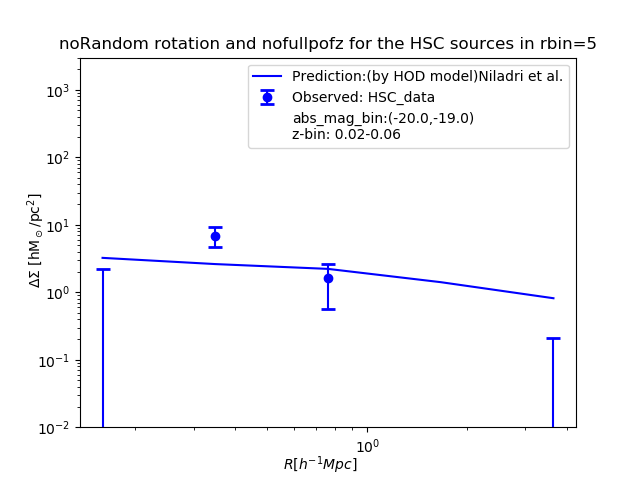 noRandom rotation and nofullpofz for the HSC sources in rbin=5
Prediction:(by HOD model)Niladri et al.
Observed: HSC_data
abs_mag_bin:(-20.0,-19.0)
z-bin: 0.02-0.06
10³
10²
10¹
10⁰
10⁻¹
10⁻²
ΔΣ [hM⊙/pc²]
10⁰
R[h⁻¹Mpc]